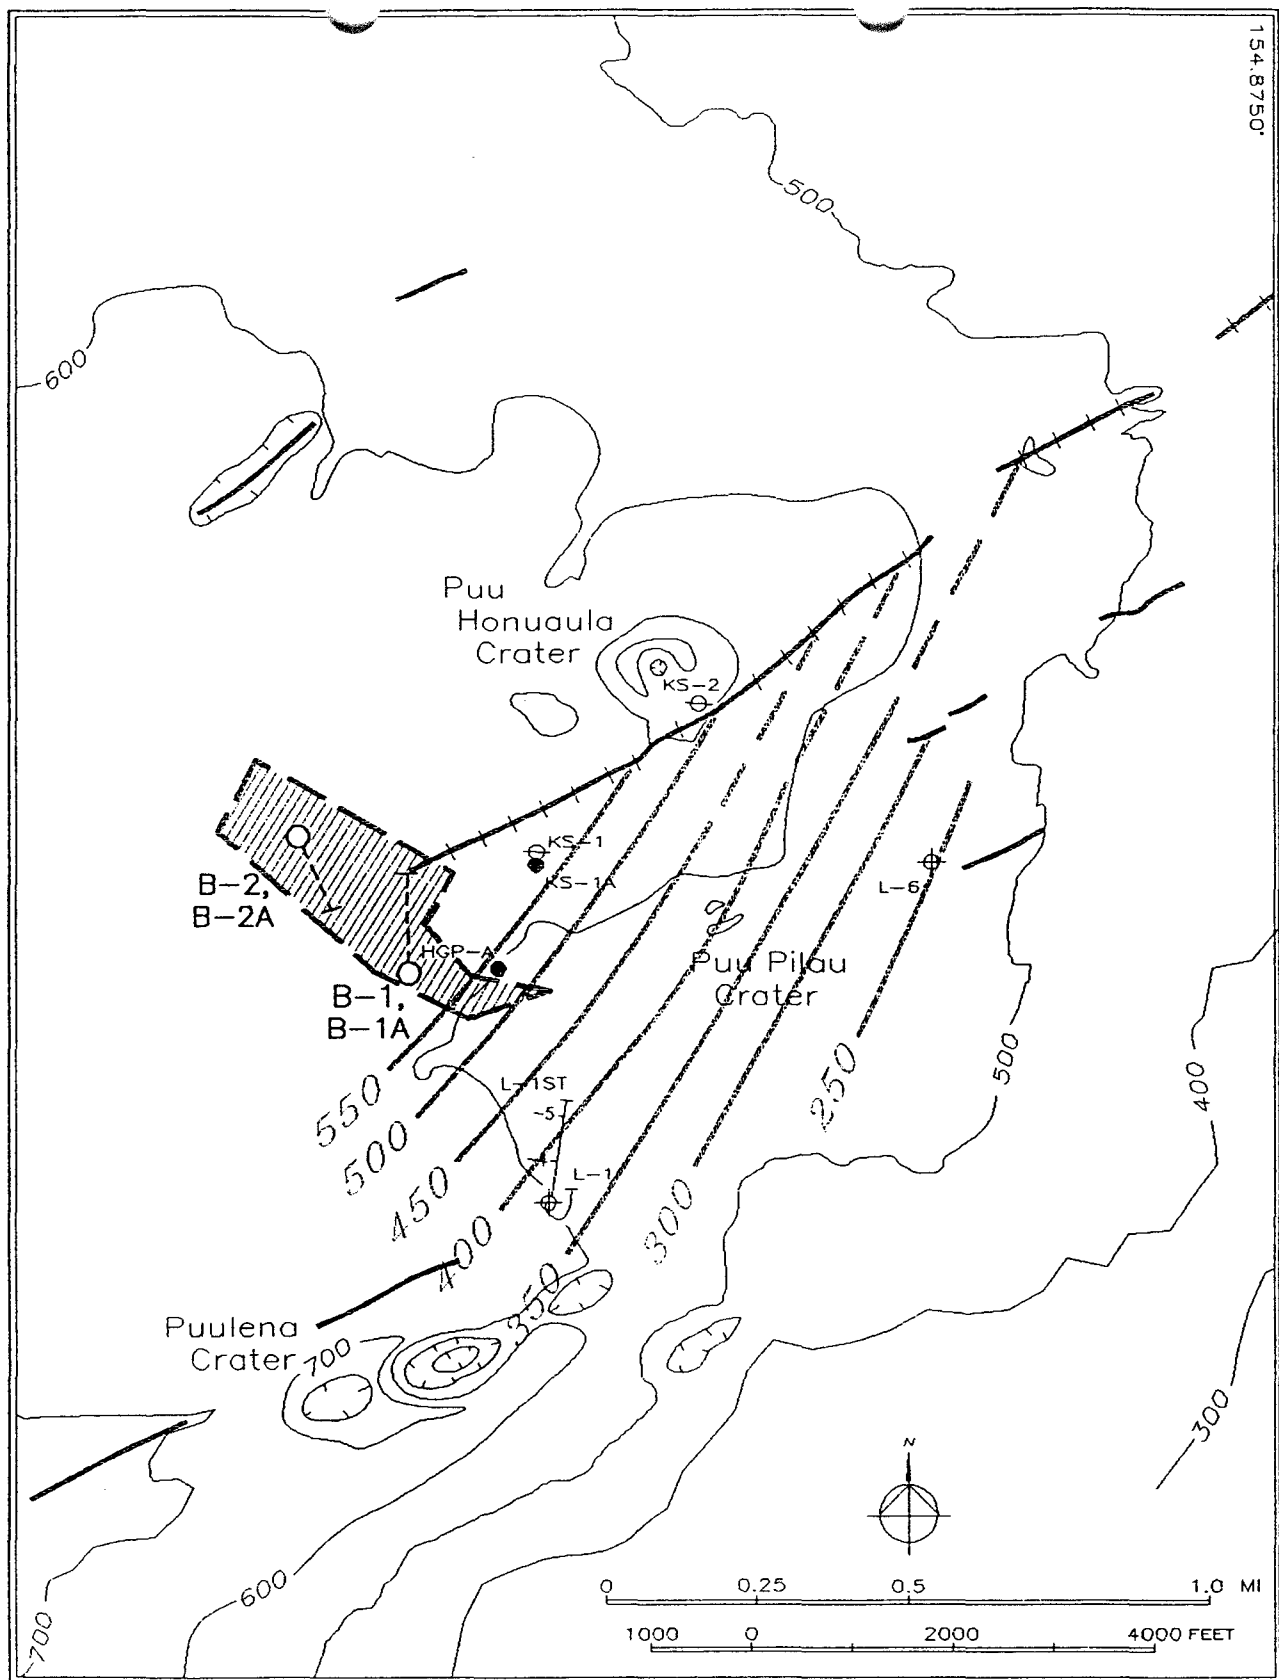 154.8750°
500
600
Puu
Honuaula
Crater
KS-2
KS-1
KS-1A
B-2,
B-2A
L-6
HGP-A
Puu Pilau
Crater
B-1,
B-1A
500
400
L-1ST
-5
L-1
550
500
450
400
350
300
250
Puulena
Crater
700
300
N
600
700
0 0.25 0.5 1.0 MI
1000 0 2000 4000 FEET